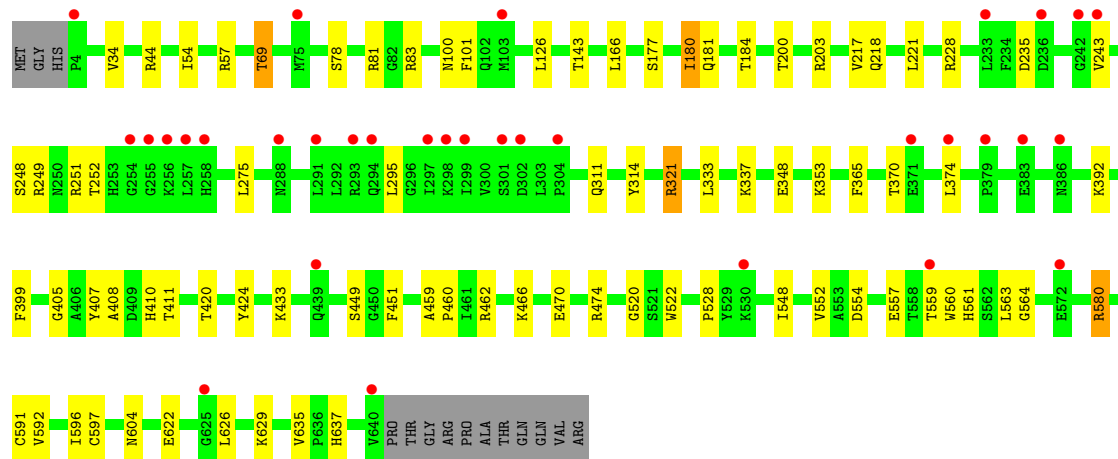 MET GLY HIS P4 V34 R44 I54 R57 T69 M75 S78 R81 G82 R83 N100 F101 Q102 M103 L126 T143 L166 S177 I180 Q181 T184 T200 R203 V217 Q218 L221 R228 L233 F234 D235 D236 G242 V243
S248 R249 N250 R251 T252 H253 G254 G255 K256 L257 H258 L275 N288 L291 L292 R293 Q294 L295 G296 I297 K298 I299 V300 S301 D302 L303 P304 Q311 Y314 R321 L333 K337 E348 K353 F365 T370 E371 L374 P379 E383 N386 K392
F399 G405 A406 Y407 A408 D409 H410 T411 T420 Y424 K433 Q439 S449 G450 F451 A459 P460 I461 R462 K466 E470 R474 G520 S521 W522 P528 Y529 K530 I548 V552 A553 D554 E557 T558 T559 W560 H561 S562 L563 G564 E572 R580
C591 V592 I596 C597 N604 E622 G625 L626 K629 V635 P636 H637 V640 PRO THR GLY ARG PRO ALA THR GLN GLN VAL ARG